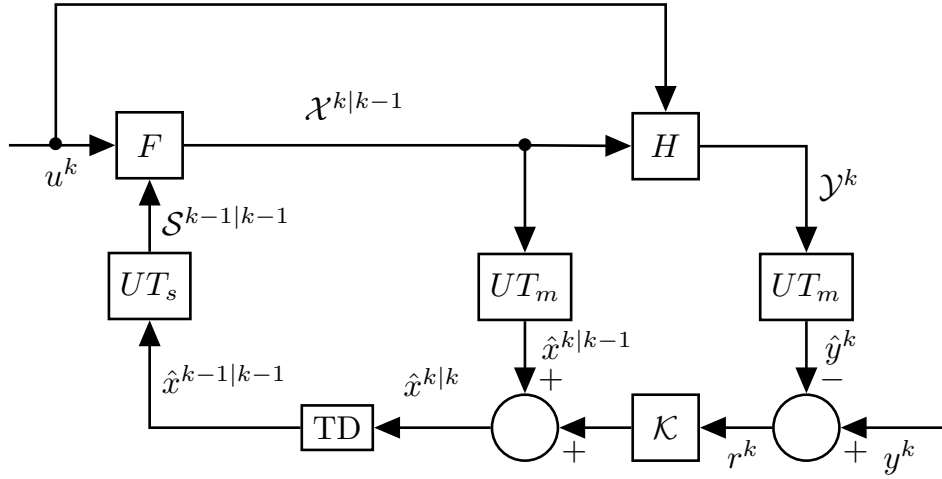 𝒳^{k|k−1}
F
H
u^k
𝒮^{k−1|k−1}
𝒴^k
UT_s
UT_m
UT_m
x̂^{k|k−1}
ŷ^k
x̂^{k−1|k−1}
x̂^{k|k}
+
−
TD
𝒦
+
r^k
+
y^k